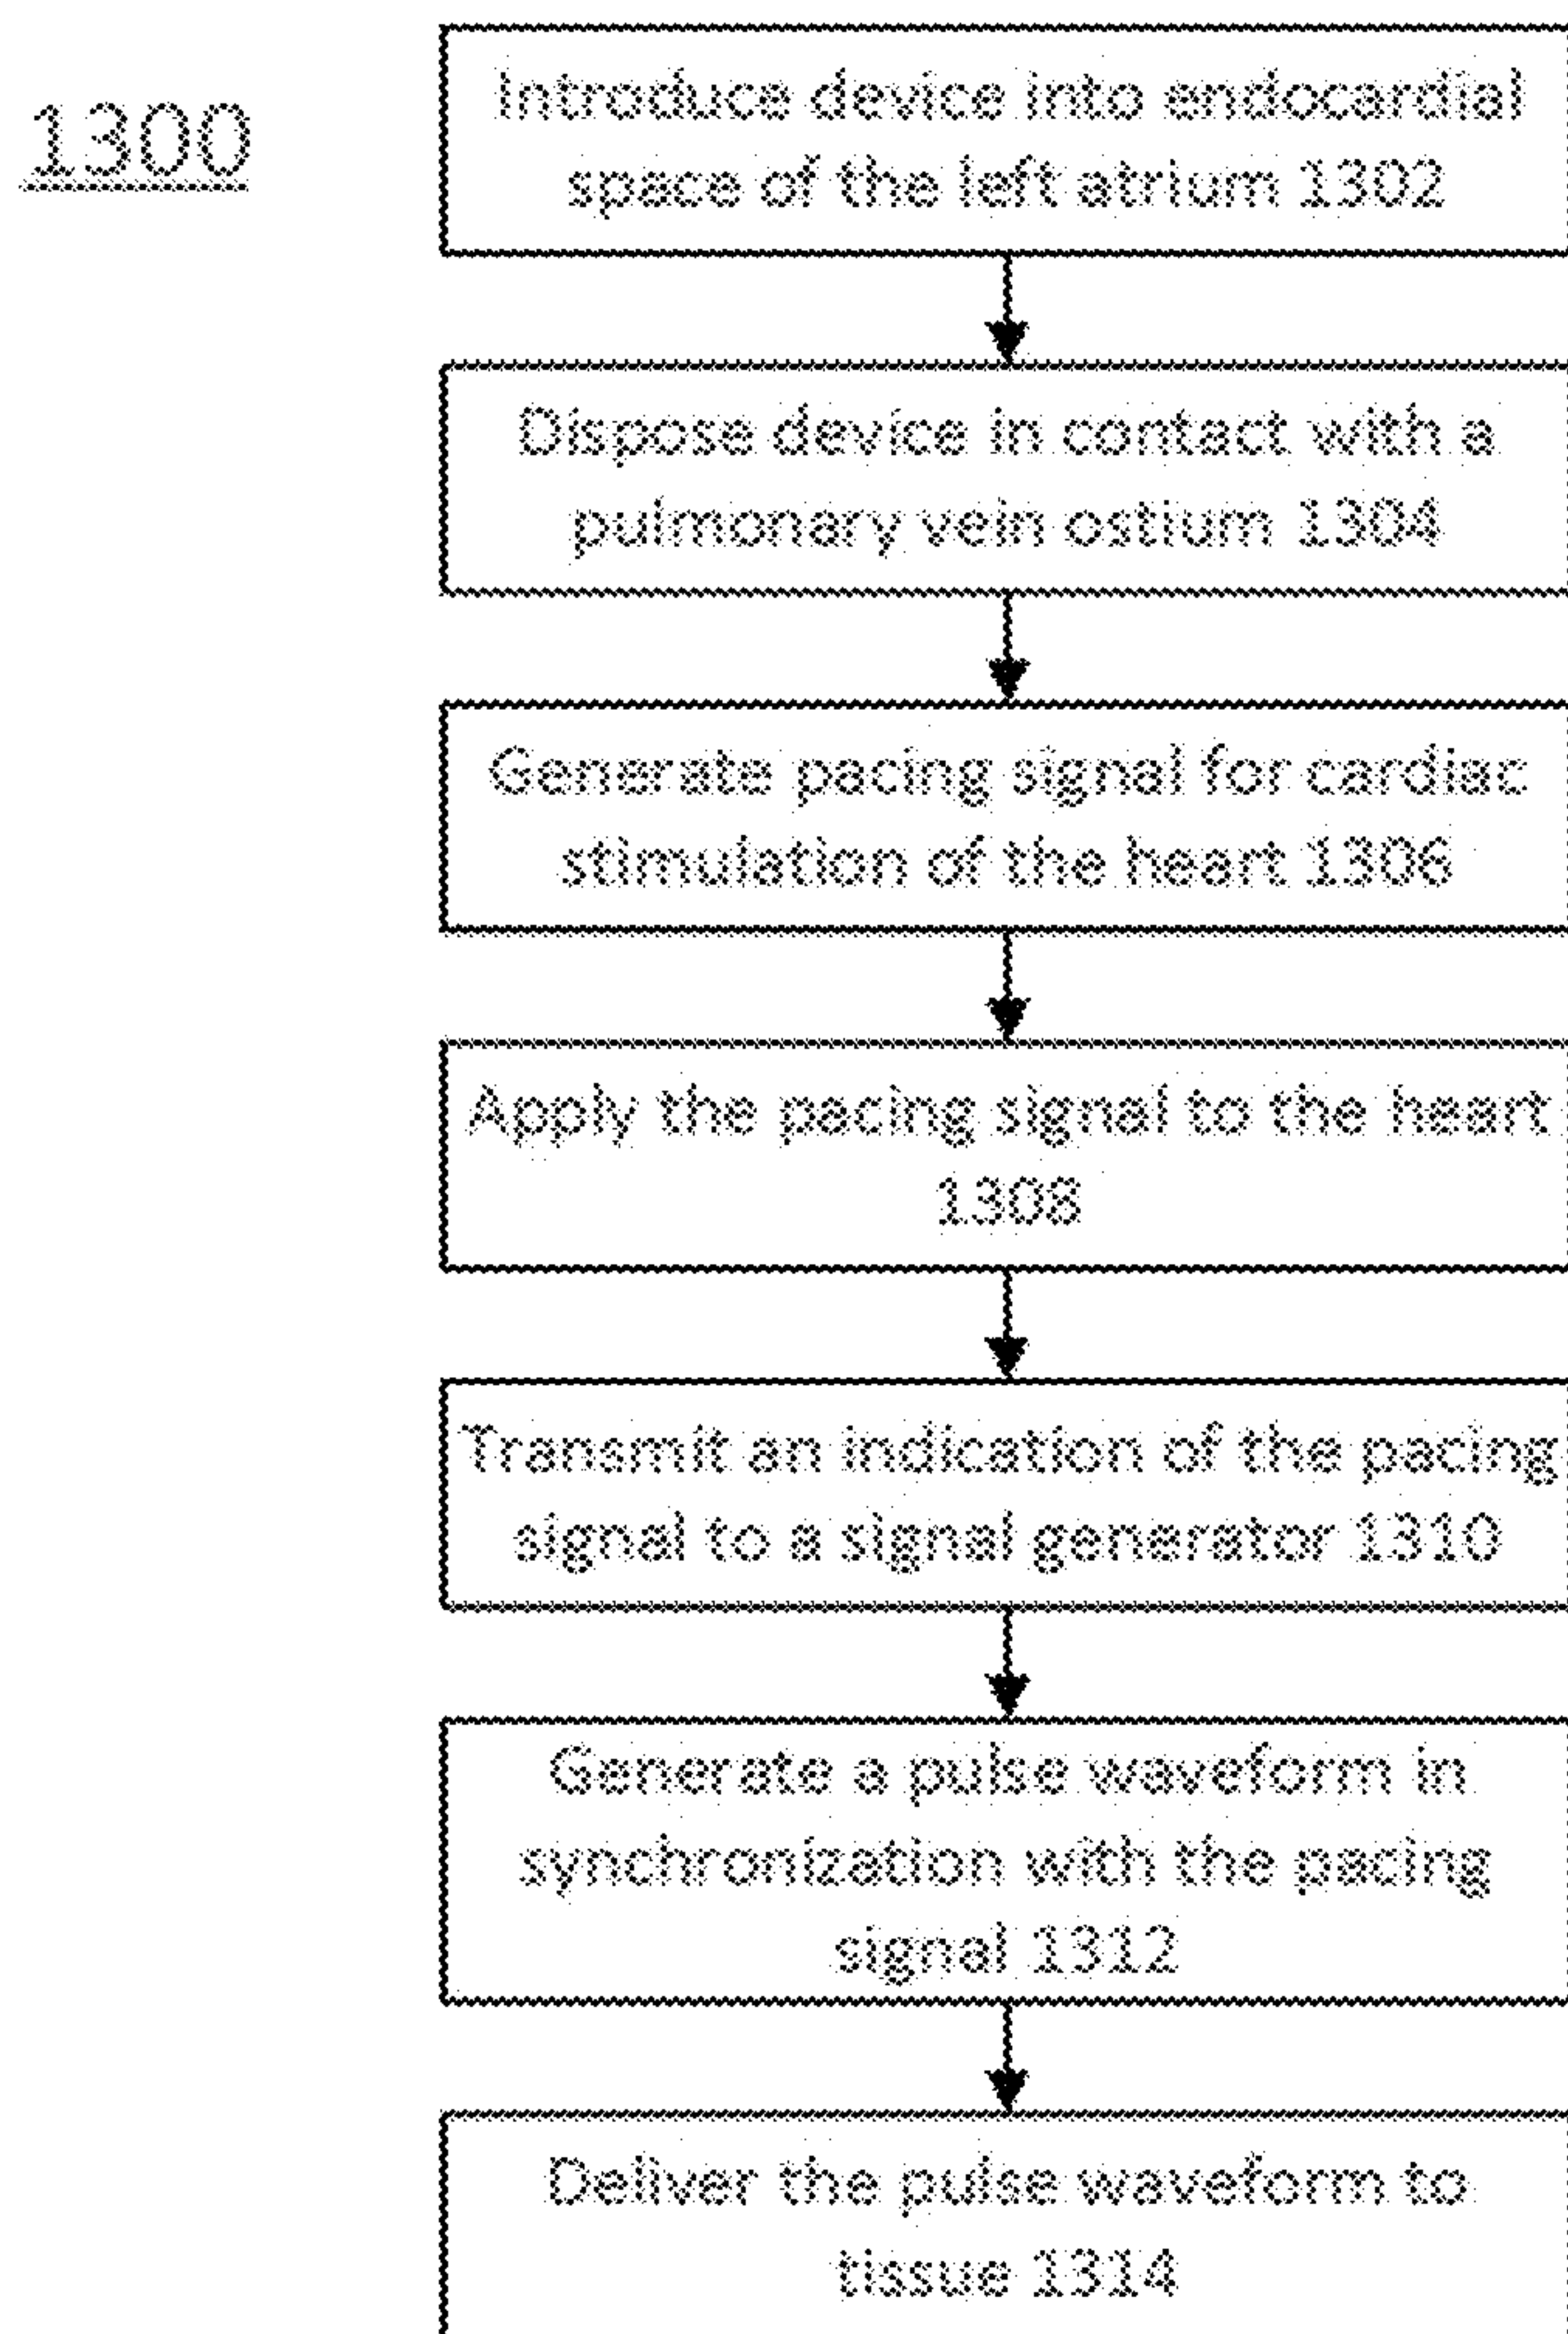 1300
Introduce device into endocardial
space of the left atrium 1302
Dispose device in contact with a
pulmonary vein ostium 1304
Generate pacing signal for cardiac
stimulation of the heart 1306
Apply the pacing signal to the heart
1308
Transmit an indication of the pacing
signal to a signal generator 1310
Generate a pulse waveform in
synchronization with the pacing
signal 1312
Deliver the pulse waveform to
tissue 1314